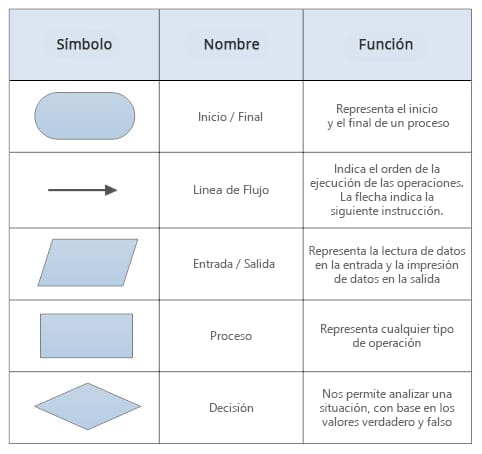 Símbolo Nombre Función
Inicio / Final
Representa el inicio
y el final de un proceso
Linea de Flujo
Indica el orden de la
ejecución de las operaciones.
La flecha indica la
siguiente instrucción.
Entrada / Salida
Representa la lectura de datos
en la entrada y la impresión
de datos en la salida
Proceso
Representa cualquier tipo
de operación
Decisión
Nos permite analizar una
situación, con base en los
valores verdadero y falso